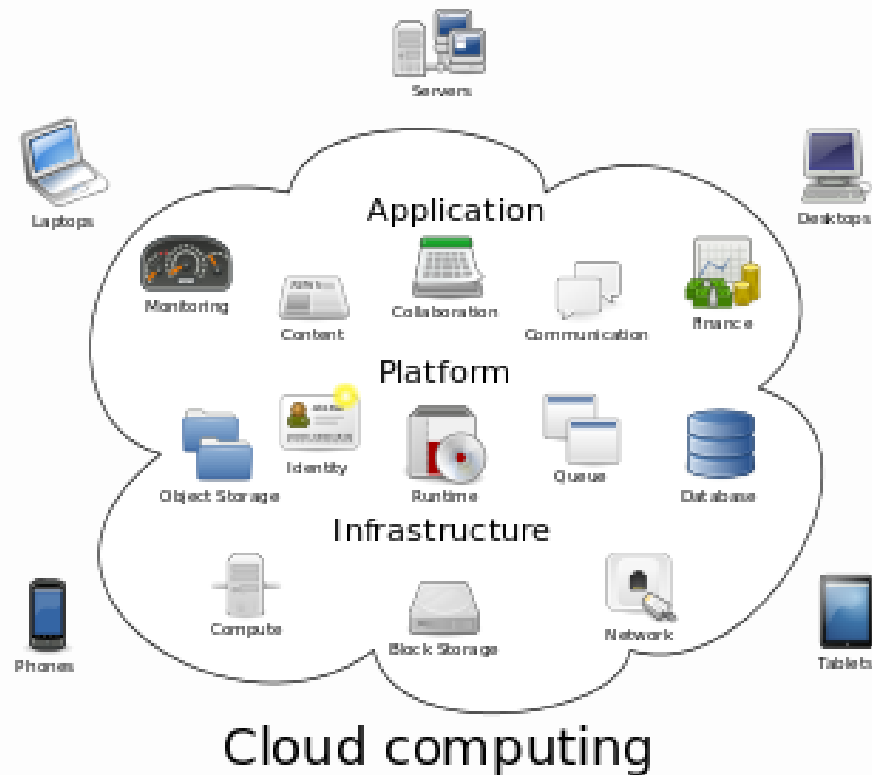 Servers
Laptops
Desktops
Application
Monitoring
Content
Collaboration
Communication
Finance
Platform
Object Storage
Identity
Runtime
Queue
Database
Infrastructure
Compute
Block Storage
Network
Phones
Tablets
Cloud computing